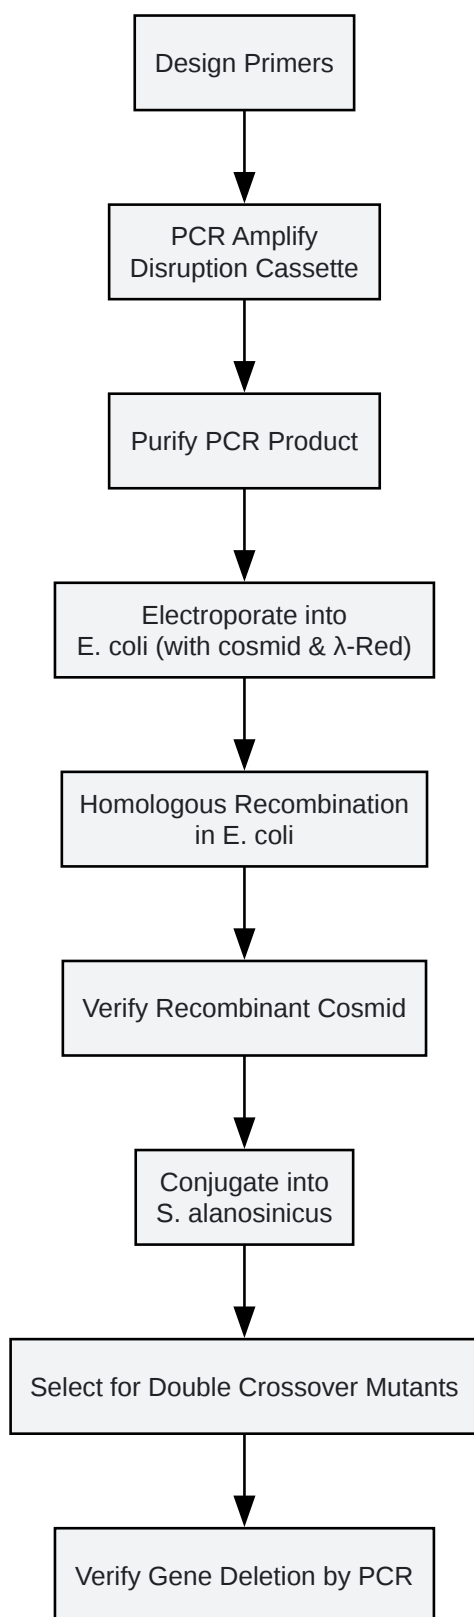 Design Primers
PCR Amplify
Disruption Cassette
Purify PCR Product
Electroporate into
E. coli (with cosmid & λ-Red)
Homologous Recombination
in E. coli
Verify Recombinant Cosmid
Conjugate into
S. alanosinicus
Select for Double Crossover Mutants
Verify Gene Deletion by PCR